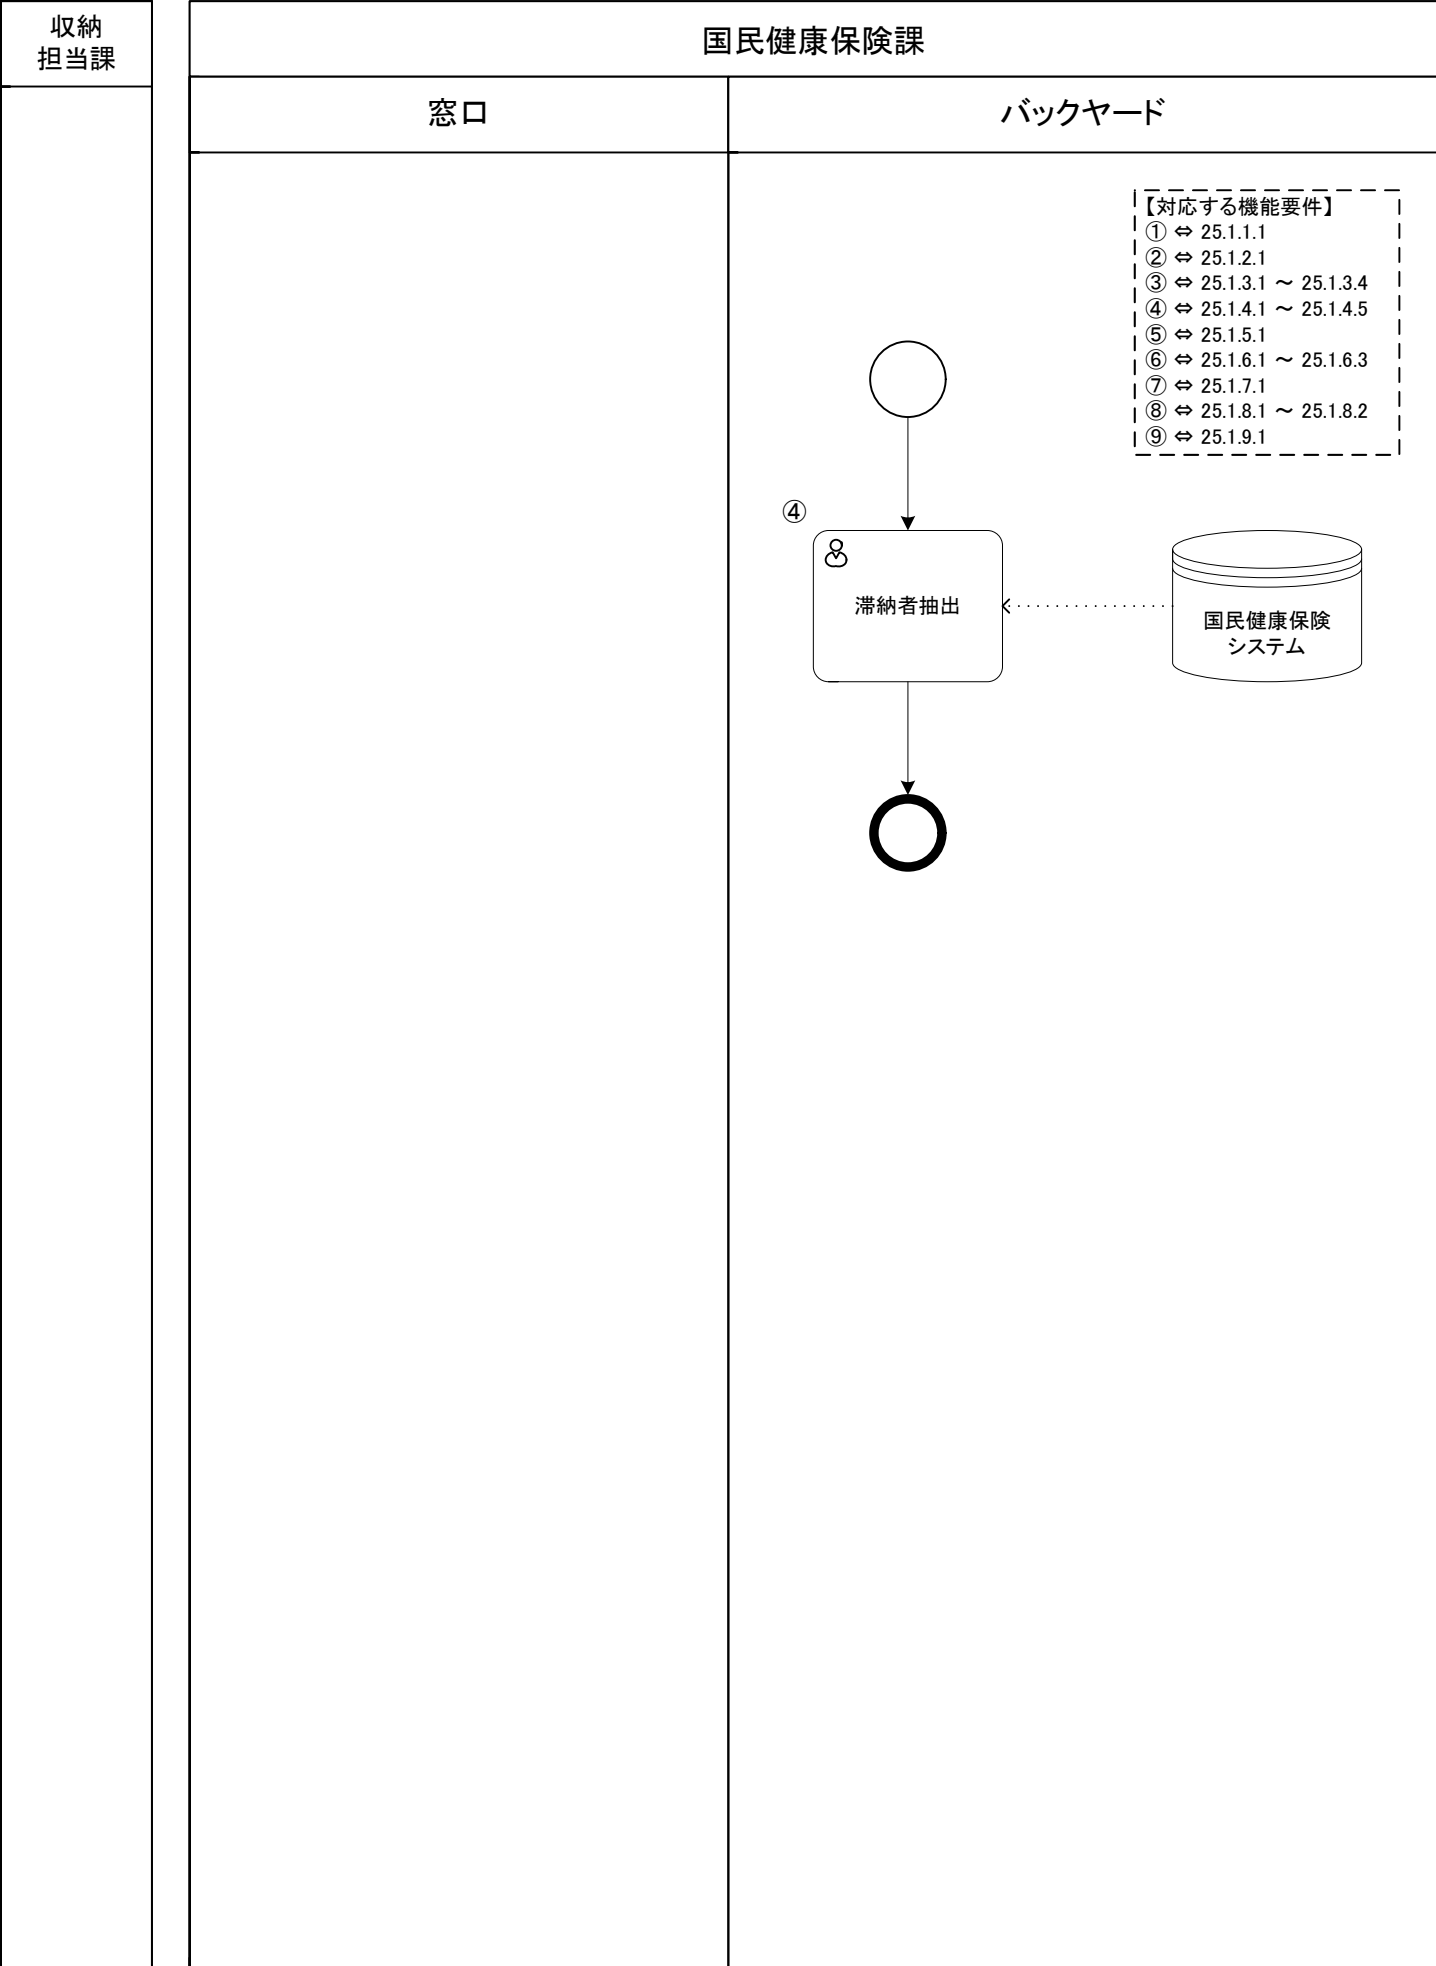 収納
担当課
国民健康保険課
窓口
バックヤード
【対応する機能要件】
① ⇔ 25.1.1.1
② ⇔ 25.1.2.1
③ ⇔ 25.1.3.1 ～ 25.1.3.4
④ ⇔ 25.1.4.1 ～ 25.1.4.5
⑤ ⇔ 25.1.5.1
⑥ ⇔ 25.1.6.1 ～ 25.1.6.3
⑦ ⇔ 25.1.7.1
⑧ ⇔ 25.1.8.1 ～ 25.1.8.2
⑨ ⇔ 25.1.9.1
④
滞納者抽出
国民健康保険
システム